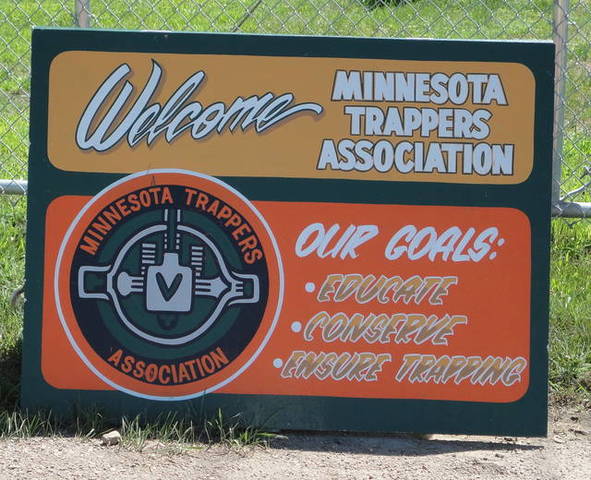 Welcome
MINNESOTA
TRAPPERS
ASSOCIATION
MINNESOTA TRAPPERS
ASSOCIATION
OUR GOALS:
• EDUCATE
• CONSERVE
• ENSURE TRAPPING